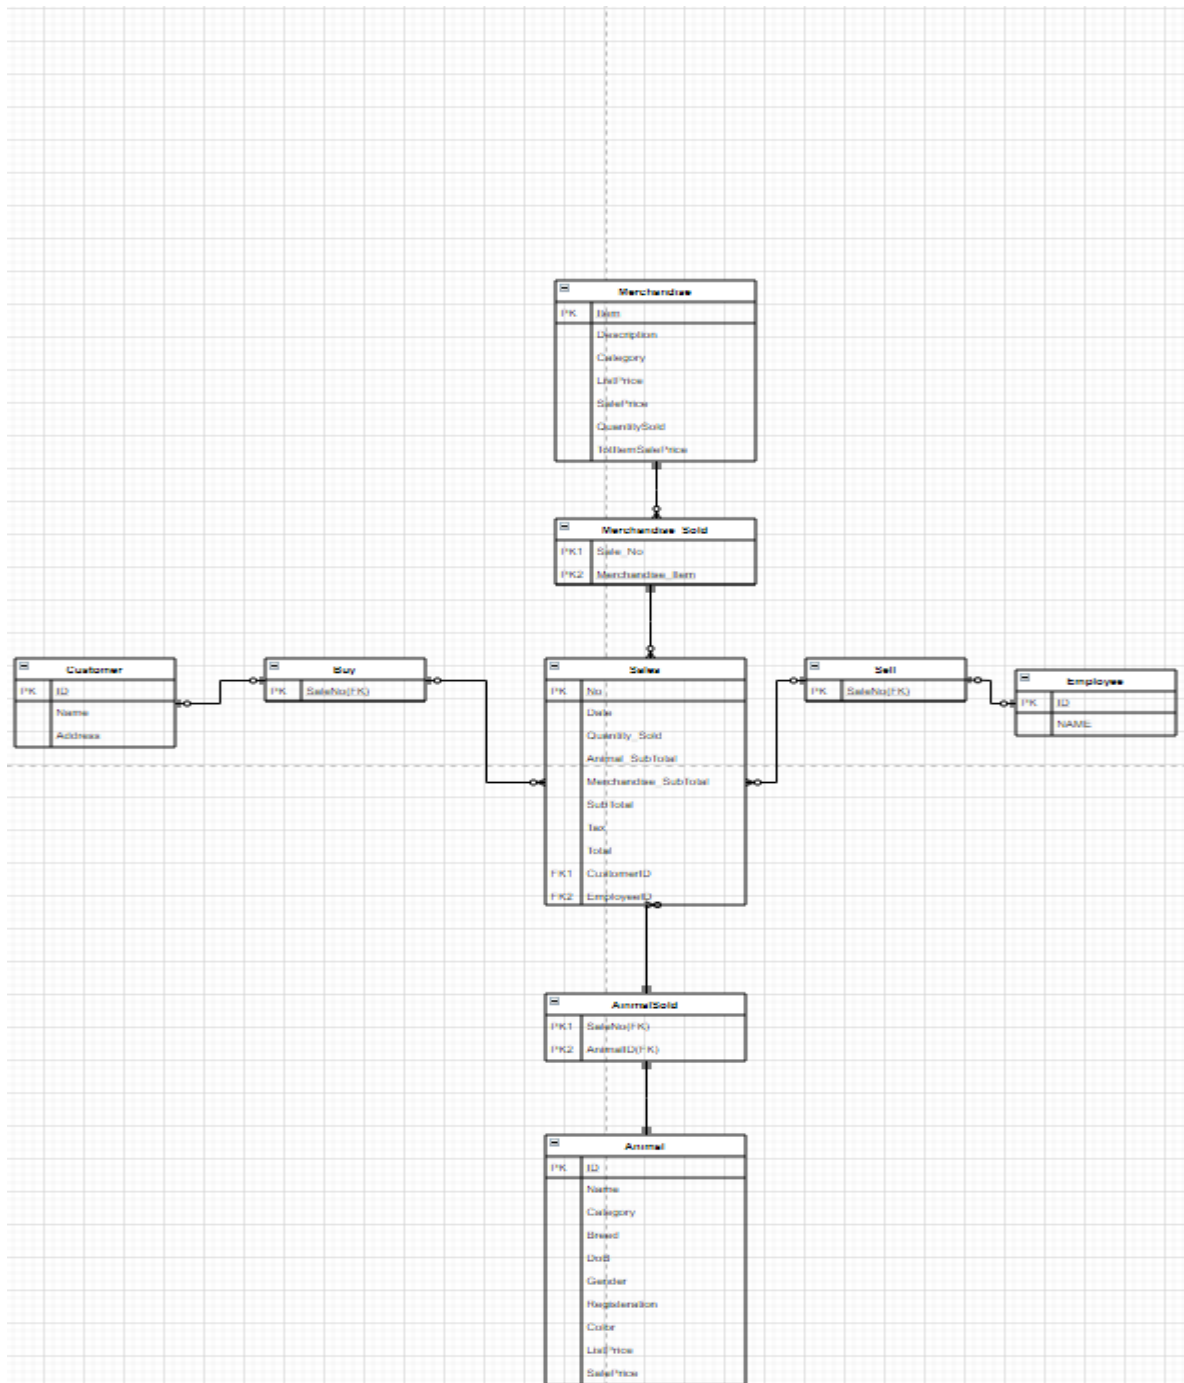 Merchandise
PK Item
Description
Category
ListPrice
SalePrice
QuantitySold
TotItemSalePrice
Merchandise_Sold
PK1 Sale_No
PK2 Merchandise_Item
Customer
PK ID
Name
Address
Buy
PK SaleNo(FK)
Sales
PK No
Date
Quantity_Sold
Animal_SubTotal
Merchandise_SubTotal
SubTotal
Tax
Total
FK1 CustomerID
FK2 EmployeeID
Sell
PK SaleNo(FK)
Employee
PK ID
NAME
AnimalSold
PK1 SaleNo(FK)
PK2 AnimalID(FK)
Animal
PK ID
Name
Category
Breed
DoB
Gender
Registeration
Color
ListPrice
SalePrice